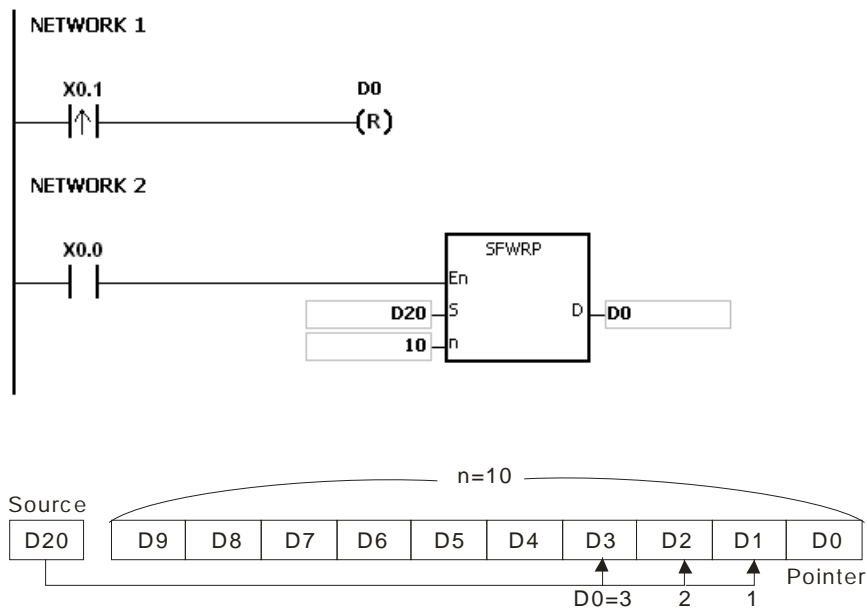 NETWORK 1
X0.1 D0
(R)
NETWORK 2
X0.0
SFWRP
En
D20 S D D0
10 n
n=10
Source
D20 D9 D8 D7 D6 D5 D4 D3 D2 D1 D0
Pointer
D0=3 2 1